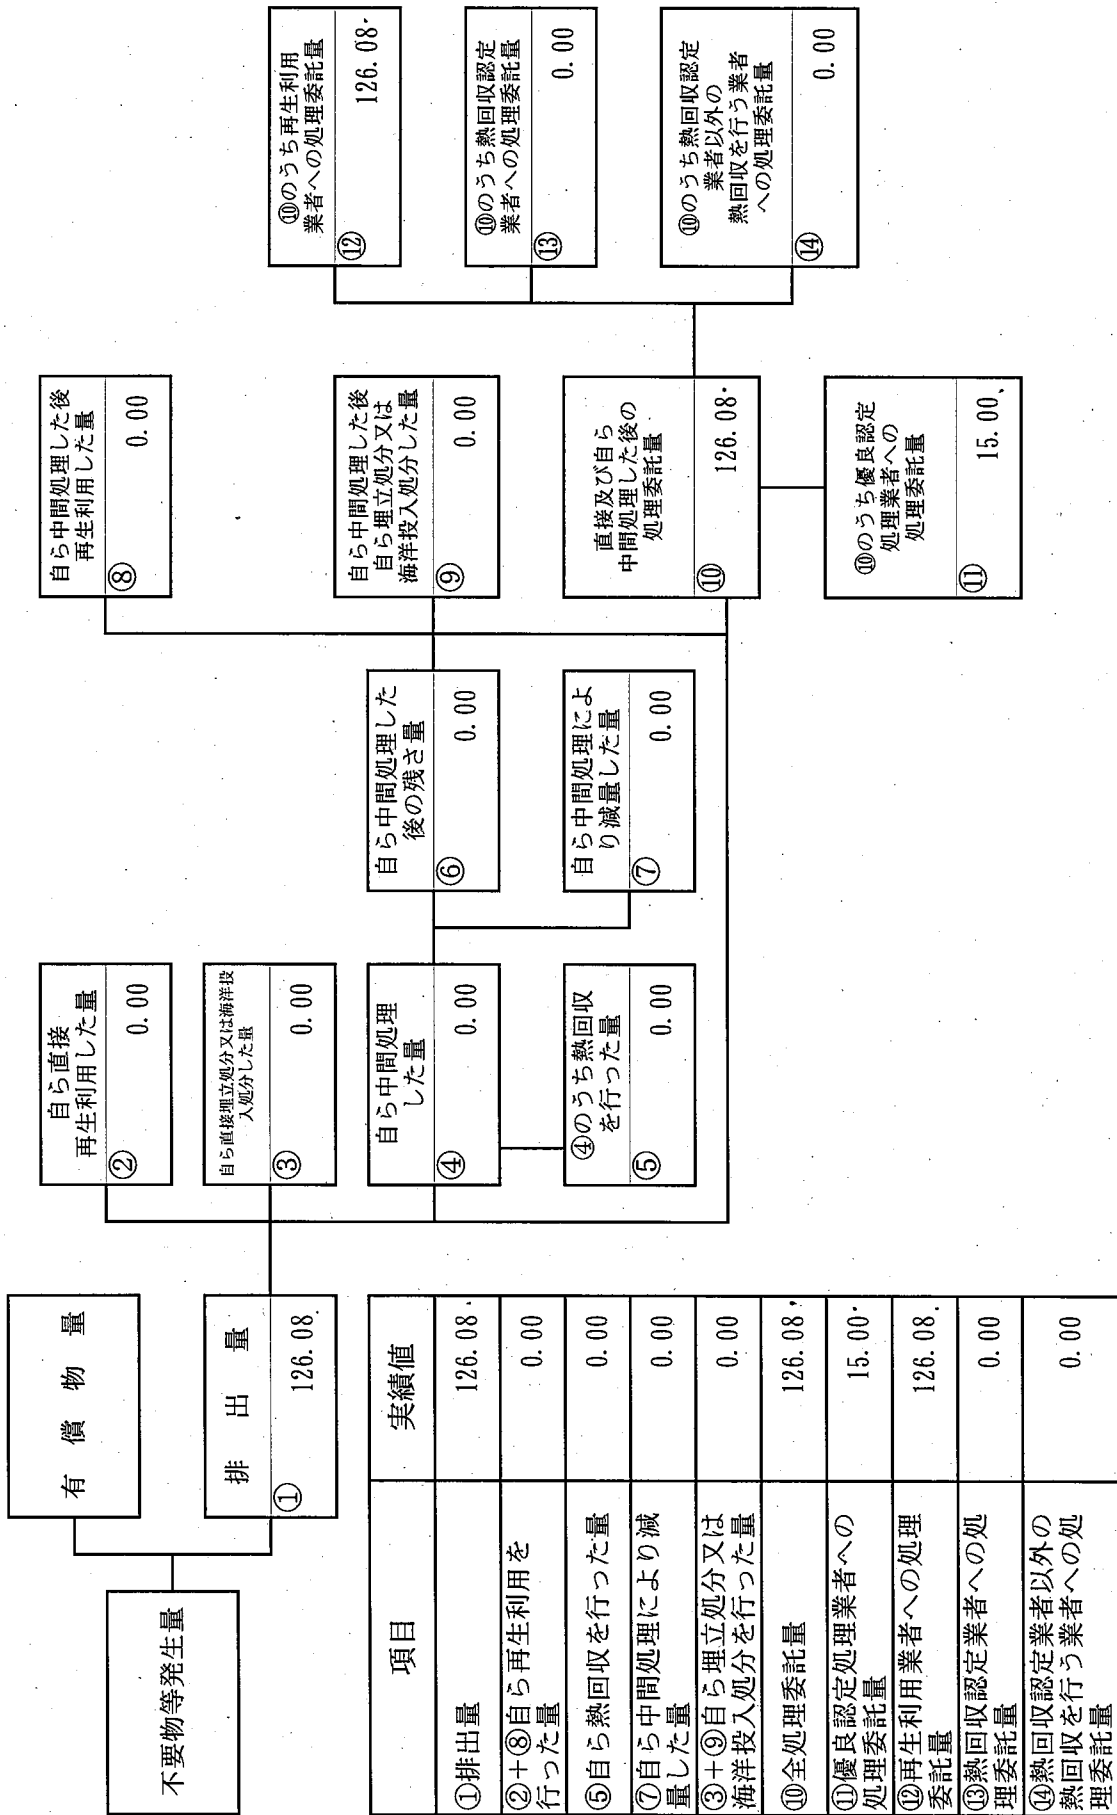 不要物等発生量
有償物量
排出量
① 126.08
自ら直接
再生利用した量
② 0.00
自ら直接埋立処分又は海洋投
入処分した量
③ 0.00
自ら中間処理
した量
④ 0.00
④のうち熱回収
を行った量
⑤ 0.00
自ら中間処理した
後の残さ量
⑥ 0.00
自ら中間処理によ
り減量した量
⑦ 0.00
自ら中間処理した後
再生利用した量
⑧ 0.00
自ら中間処理した後
自ら埋立処分又は
海洋投入処分した量
⑨ 0.00
直接及び自ら
中間処理した後の
処理委託量
⑩ 126.08
⑩のうち優良認定
処理業者への
処理委託量
⑪ 15.00
⑩のうち再生利用
業者への処理委託量
⑫ 126.08
⑩のうち熱回収認定
業者への処理委託量
⑬ 0.00
⑩のうち熱回収認定
業者以外の
熱回収を行う業者
への処理委託量
⑭ 0.00
項目 実績値
①排出量 126.08
②+⑧自ら再生利用を
行った量 0.00
⑤自ら熱回収を行った量 0.00
⑦自ら中間処理により減
量した量 0.00
③+⑨自ら埋立処分又は
海洋投入処分を行った量 0.00
⑩全処理委託量 126.08
⑪優良認定処理業者への
処理委託量 15.00
⑫再生利用業者への処理
委託量 126.08
⑬熱回収認定業者への処
理委託量 0.00
⑭熱回収認定業者以外の
熱回収を行う業者への処
理委託量 0.00